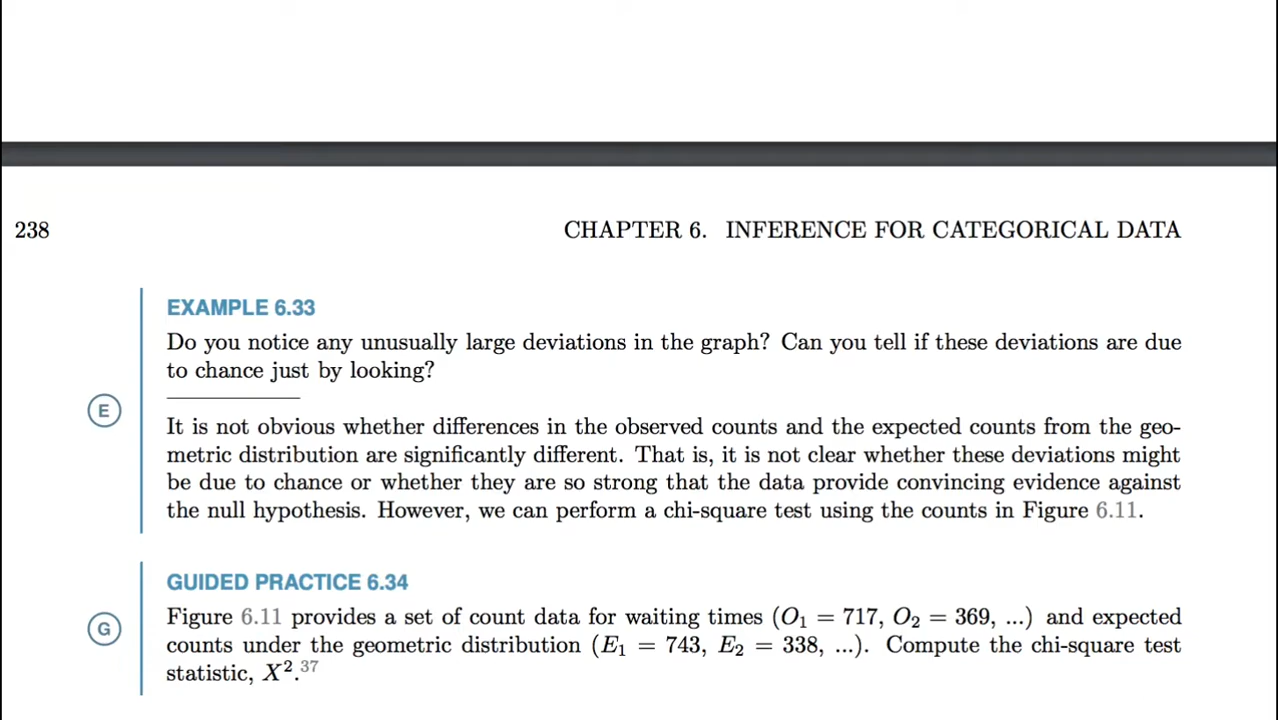 238 CHAPTER 6. INFERENCE FOR CATEGORICAL DATA
EXAMPLE 6.33
Do you notice any unusually large deviations in the graph? Can you tell if these deviations are due
to chance just by looking?
E
It is not obvious whether differences in the observed counts and the expected counts from the geo-
metric distribution are significantly different. That is, it is not clear whether these deviations might
be due to chance or whether they are so strong that the data provide convincing evidence against
the null hypothesis. However, we can perform a chi-square test using the counts in Figure 6.11.
GUIDED PRACTICE 6.34
Figure 6.11 provides a set of count data for waiting times (O₁ = 717, O₂ = 369, ...) and expected
G
counts under the geometric distribution (E₁ = 743, E₂ = 338, ...). Compute the chi-square test
statistic, X².³⁷